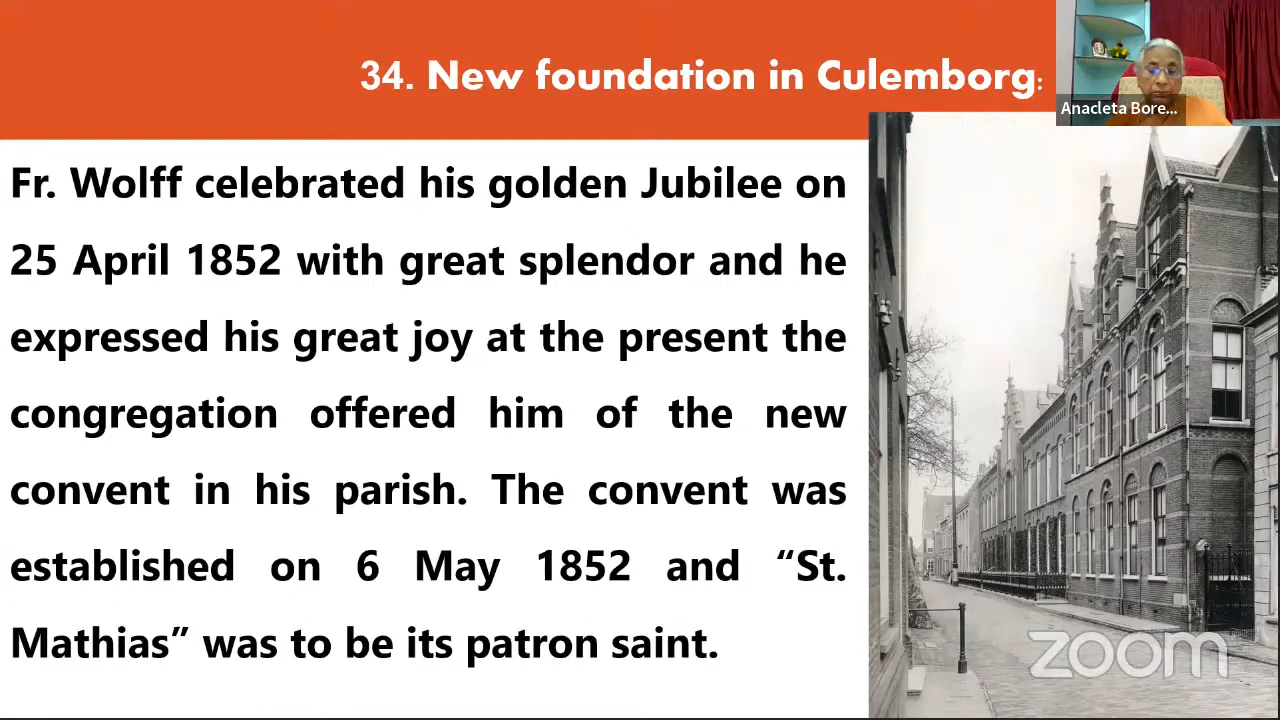 34. New foundation in Culemborg:
Anacleta Bore...
Fr. Wolff celebrated his golden Jubilee on
25 April 1852 with great splendor and he
expressed his great joy at the present the
congregation offered him of the new
convent in his parish. The convent was
established on 6 May 1852 and “St.
Mathias” was to be its patron saint.
zoom